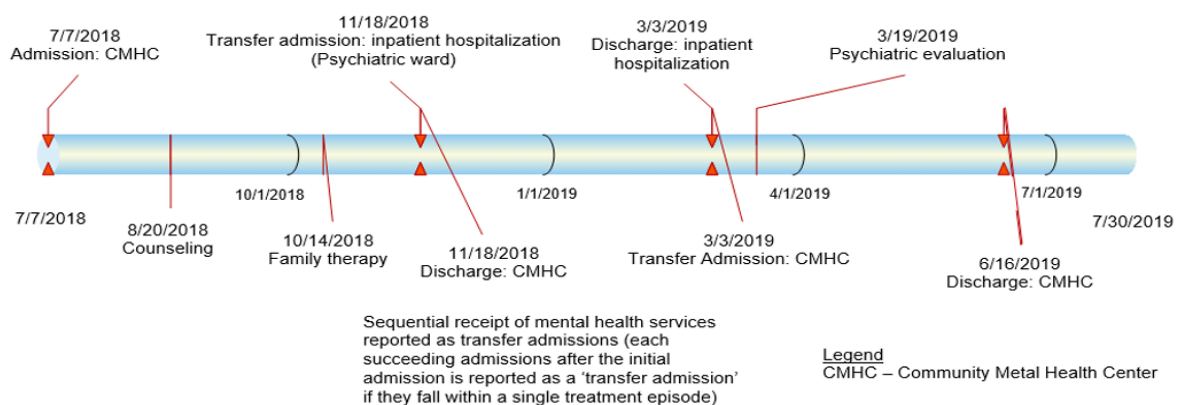 7/7/2018
Admission: CMHC
11/18/2018
Transfer admission: inpatient hospitalization
(Psychiatric ward)
3/3/2019
Discharge: inpatient
hospitalization
3/19/2019
Psychiatric evaluation
10/1/2018
1/1/2019
4/1/2019
7/1/2019
7/7/2018
7/30/2019
8/20/2018
Counseling
10/14/2018
Family therapy
11/18/2018
Discharge: CMHC
3/3/2019
Transfer Admission: CMHC
6/16/2019
Discharge: CMHC
Sequential receipt of mental health services
reported as transfer admissions (each
succeeding admissions after the initial
admission is reported as a ‘transfer admission’
if they fall within a single treatment episode)
Legend
CMHC – Community Metal Health Center